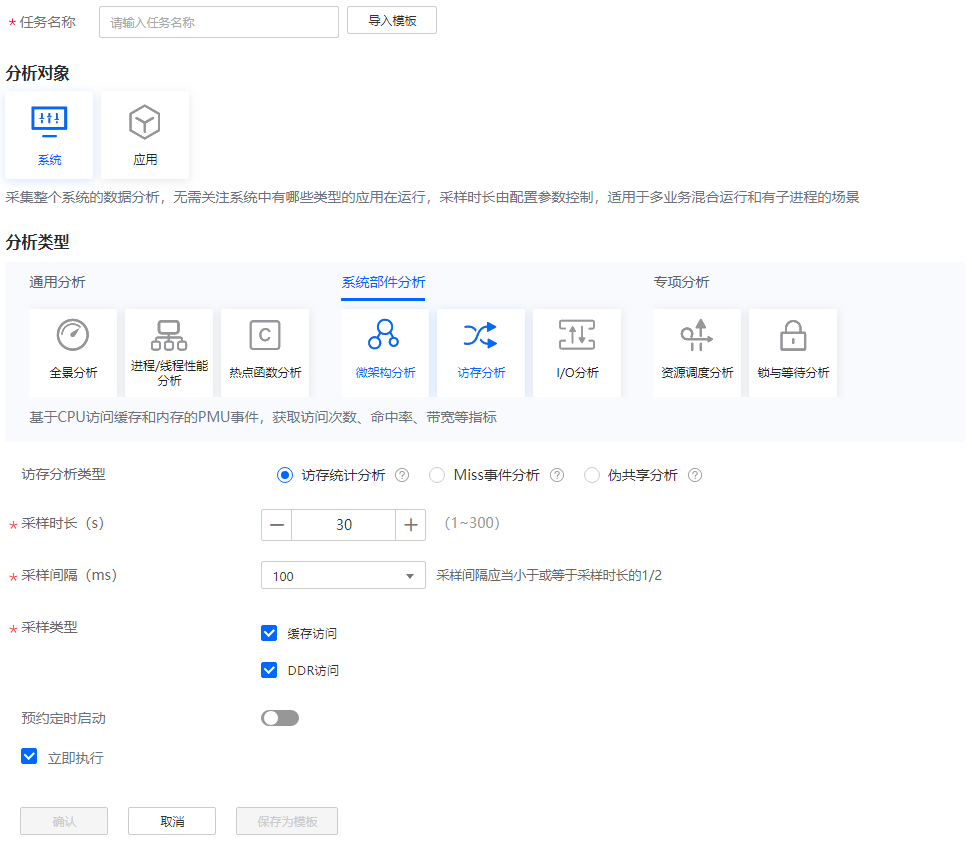 * 任务名称 请输入任务名称 导入模板
分析对象
系统 应用
采集整个系统的数据分析，无需关注系统中有哪些类型的应用在运行，采样时长由配置参数控制，适用于多业务混合运行和有子进程的场景
分析类型
通用分析 系统部件分析 专项分析
C
全景分析 进程/线程性能分析 热点函数分析 微架构分析 访存分析 I/O分析 资源调度分析 锁与等待分析
基于CPU访问缓存和内存的PMU事件，获取访问次数、命中率、带宽等指标
访存分析类型 访存统计分析 ? Miss事件分析 ? 伪共享分析 ?
* 采样时长（s） — 30 + （1~300）
* 采样间隔（ms） 100 采样间隔应当小于或等于采样时长的1/2
* 采样类型 缓存访问
DDR访问
预约定时启动
立即执行
确认 取消 保存为模板